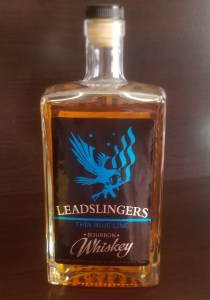 LEADSLINGERS
THIN BLUE LINE
• BOURBON •
Whiskey